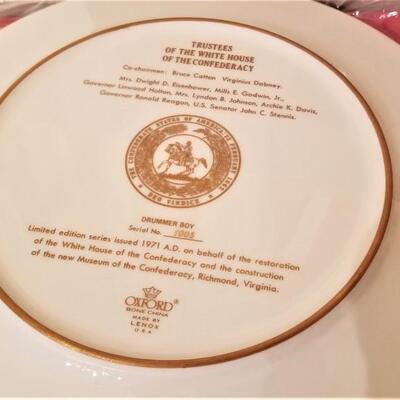 TRUSTEES
OF THE WHITE HOUSE
OF THE CONFEDERACY
Co-chairmen: Bruce Catton Virginius Dabney.
Mrs. Dwight D. Eisenhower, Mills E. Godwin, Jr.,
Governor Linwood Holton, Mrs. Lyndon B. Johnson, Archie K. Davis,
Governor Ronald Reagan, U.S. Senator John C. Stennis.
THE CONFEDERATE STATES OF AMERICA 22 FEBRUARY 1862
DEO VINDICE
DRUMMER BOY
Serial No. 1005
Limited edition series issued 1971 A.D. on behalf of the restoration
of the White House of the Confederacy and the construction
of the new Museum of the Confederacy, Richmond, Virginia.
OXFORD
BONE CHINA
MADE BY
LENOX
U S A